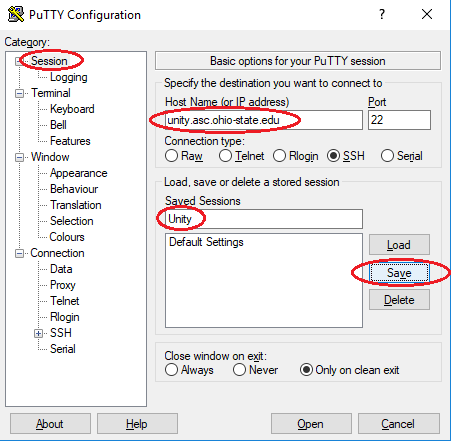 PuTTY Configuration
Category:
Session
Logging
Terminal
Keyboard
Bell
Features
Window
Appearance
Behaviour
Translation
Selection
Colours
Connection
Data
Proxy
Telnet
Rlogin
SSH
Serial
Basic options for your PuTTY session
Specify the destination you want to connect to
Host Name (or IP address) Port
unity.asc.ohio-state.edu 22
Connection type:
Raw Telnet Rlogin SSH Serial
Load, save or delete a stored session
Saved Sessions
Unity
Default Settings
Load
Save
Delete
Close window on exit:
Always Never Only on clean exit
About Help Open Cancel